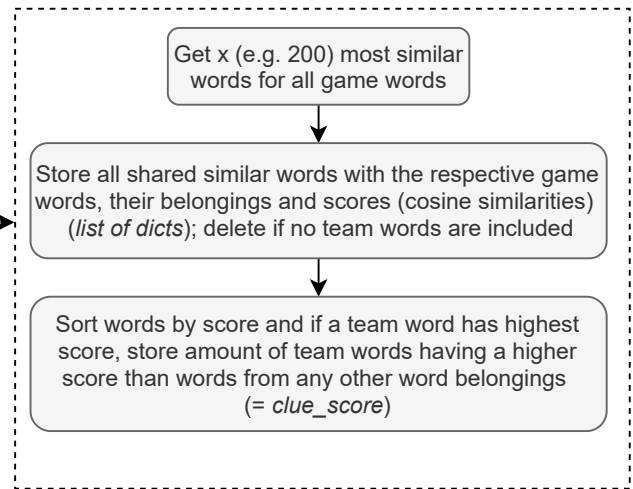 Get x (e.g. 200) most similar
words for all game words
Store all shared similar words with the respective game
words, their belongings and scores (cosine similarities)
(list of dicts); delete if no team words are included
Sort words by score and if a team word has highest
score, store amount of team words having a higher
score than words from any other word belongings
(= clue_score)